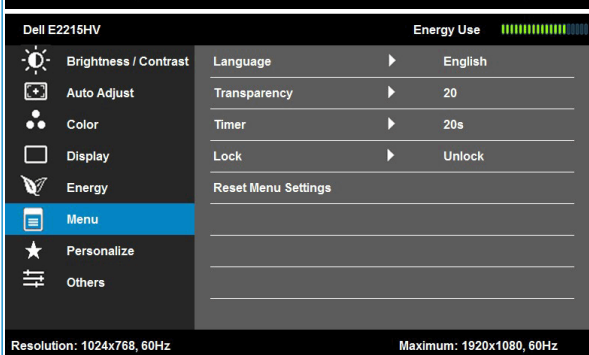 Dell E2215HV Energy Use
Brightness / Contrast Language English
Auto Adjust Transparency 20
Color Timer 20s
Display Lock Unlock
Energy Reset Menu Settings
Menu
Personalize
Others
Resolution: 1024x768, 60Hz Maximum: 1920x1080, 60Hz